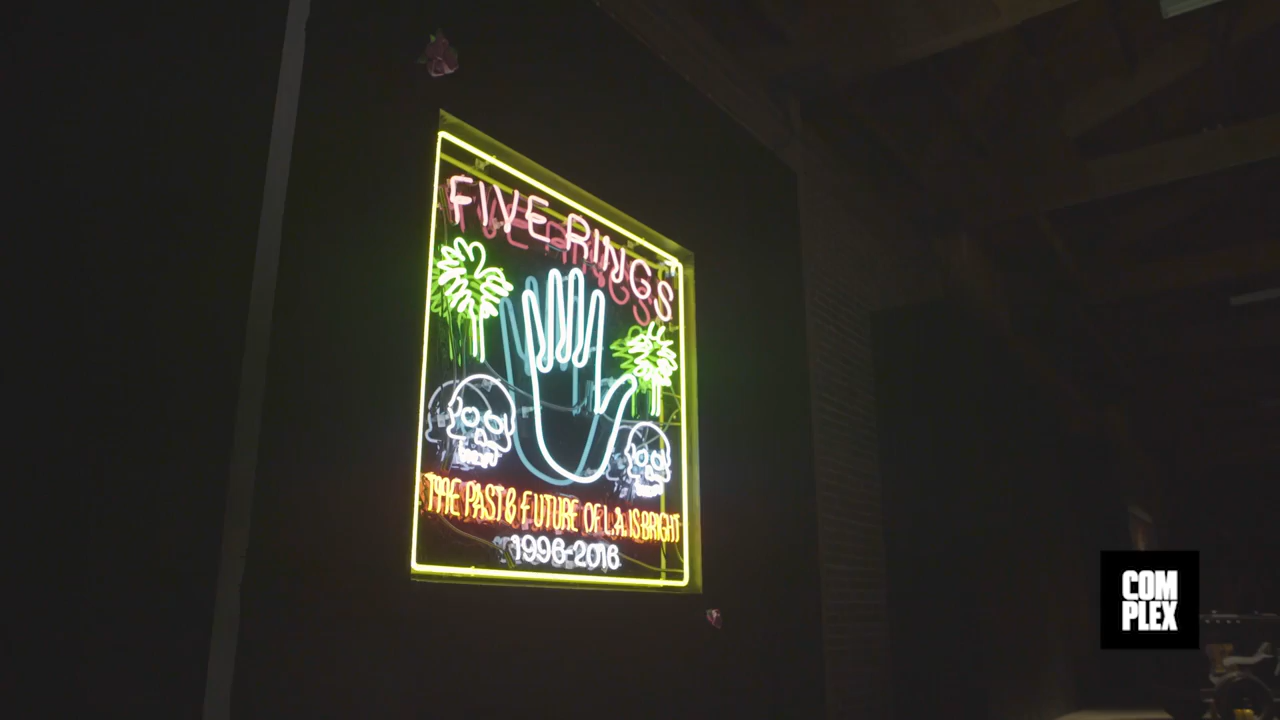 FIVE RINGS
THE PAST & FUTURE OF L.A. IS BRIGHT
1996-2016
COM
PLEX